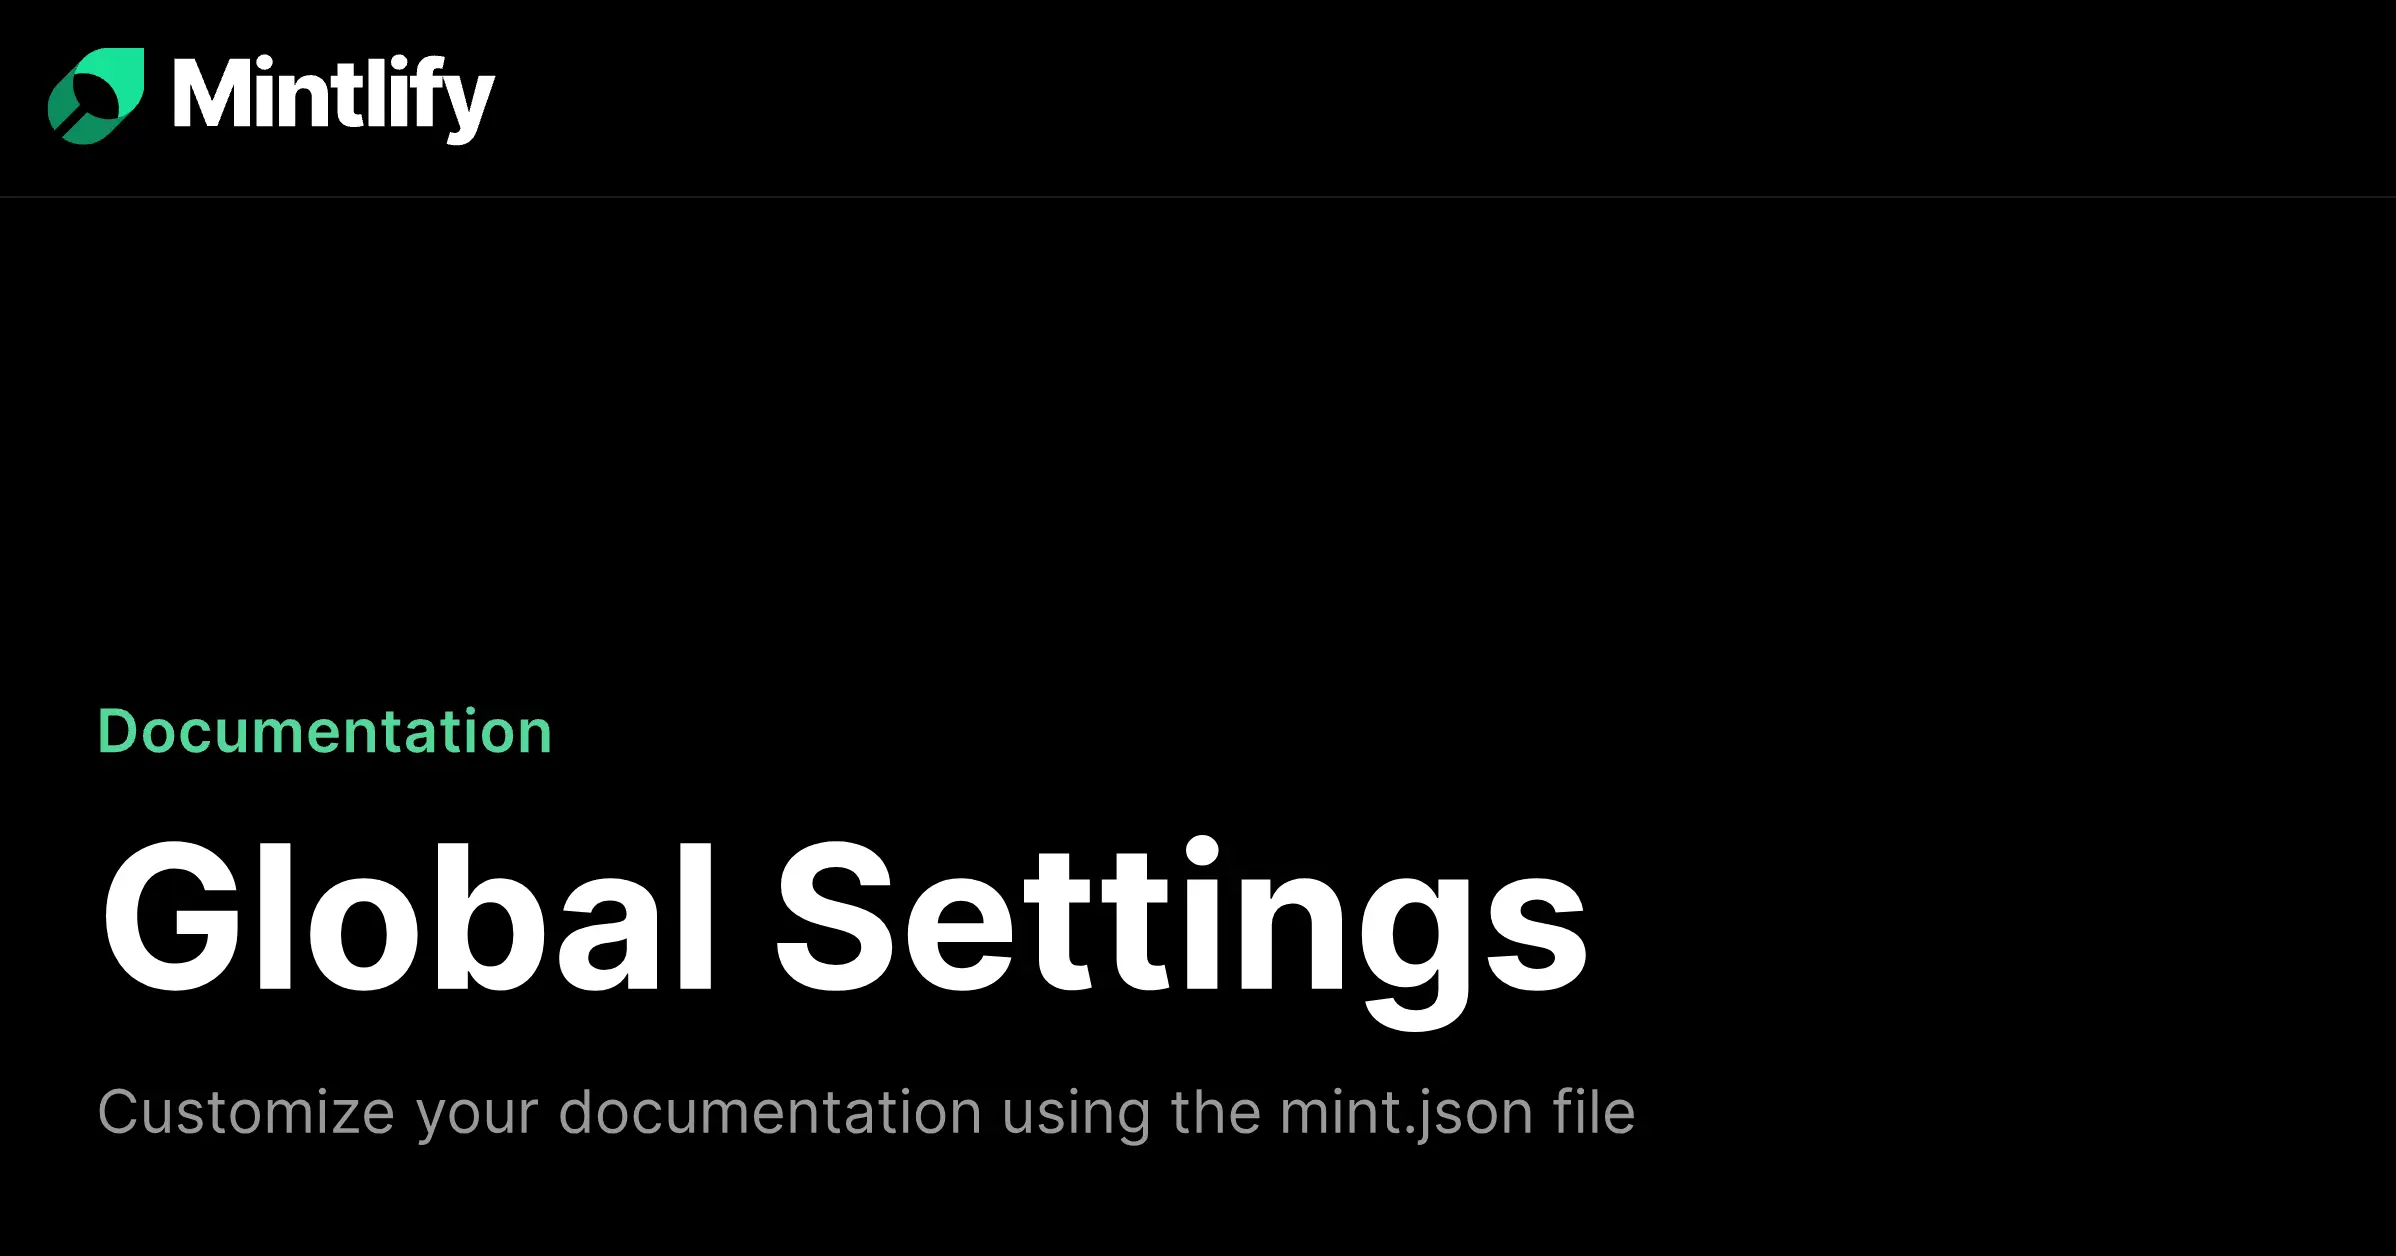 Mintlify
Documentation
Global Settings
Customize your documentation using the mint.json file